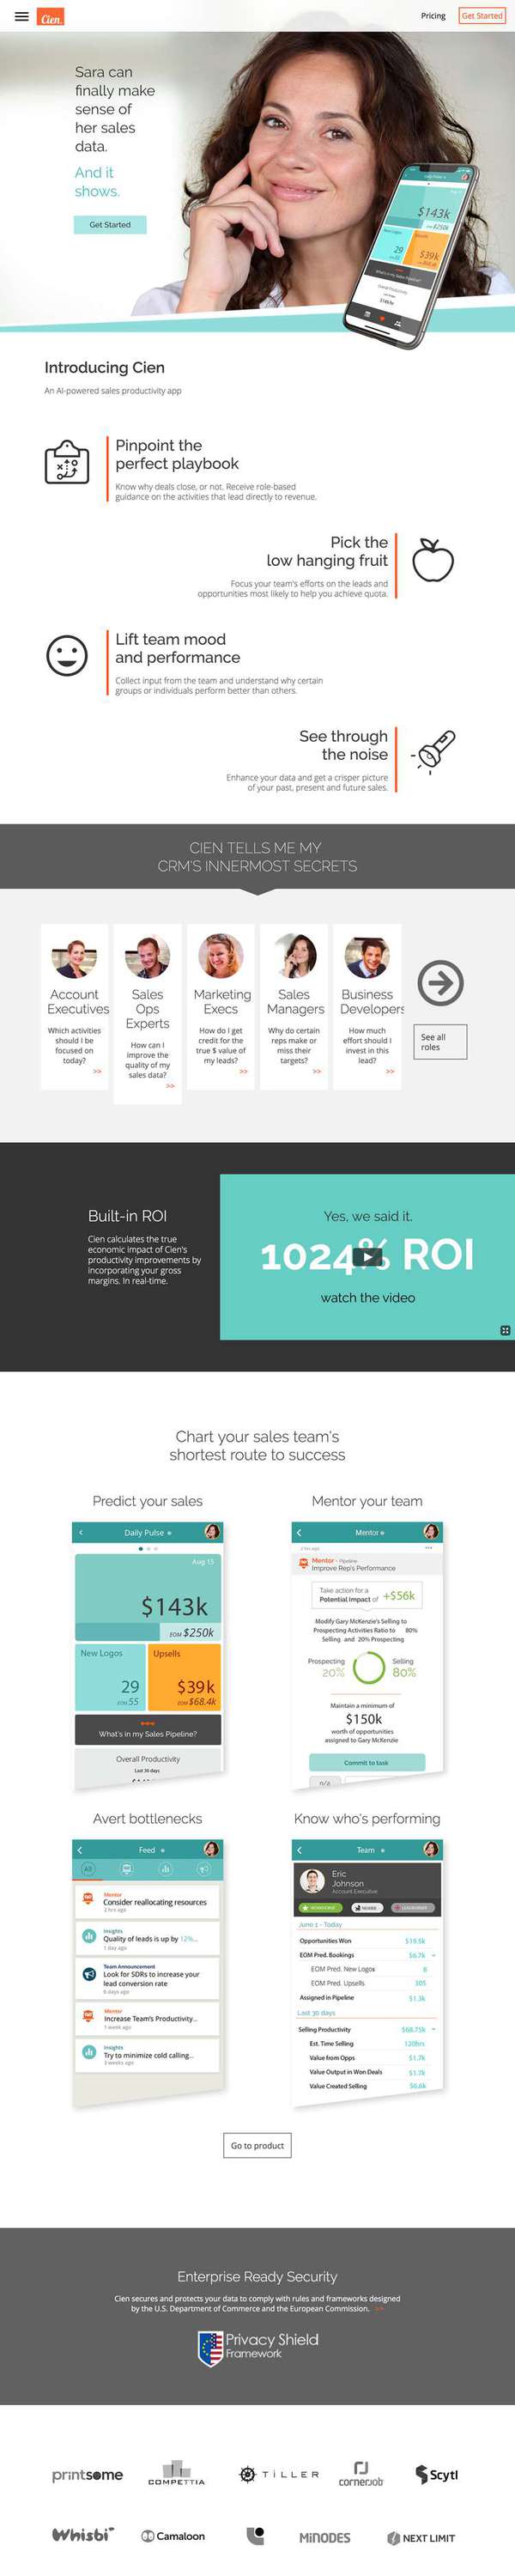 Cien.
Pricing
Get Started
Sara can
finally make
sense of
her sales
data.
And it
shows.
Get Started
$143k
29
$39k
Introducing Cien
An AI-powered sales productivity app
Pinpoint the
perfect playbook
Know why deals close, or not. Receive role-based
guidance on the activities that lead directly to revenue.
Pick the
low hanging fruit
Focus your team's efforts on the leads and
opportunities most likely to help you achieve quota.
Lift team mood
and performance
Collect input from the team and understand why certain
groups or individuals perform better than others.
See through
the noise
Enhance your data and get a crisper picture
of your past, present and future sales.
CIEN TELLS ME MY
CRM'S INNERMOST SECRETS
Account
Executives
Which activities
should I be
focused on
today?
>>
Sales
Ops
Experts
How can I
improve the
quality of my
sales data?
>>
Marketing
Execs
How do I get
credit for the
true $ value of
my leads?
>>
Sales
Managers
Why do certain
reps make or
miss their
targets?
>>
Business
Developers
How much
effort should I
invest in this
lead?
>>
See all
roles
Built-in ROI
Cien calculates the true
economic impact of Cien's
productivity improvements by
incorporating your gross
margins. In real-time.
Yes, we said it.
1024% ROI
watch the video
Chart your sales team's
shortest route to success
Predict your sales
Daily Pulse
Aug 15
$143k
EOM $250k
New Logos
29
EOM 55
Upsells
$39k
EOM $68.4k
What's in my Sales Pipeline?
Overall Productivity
Last 30 days
Mentor your team
Mentor
2 hrs ago
Mentor - Pipeline
Improve Rep's Performance
Take action for a
Potential Impact of +$56k
Modify Gary McKenzie's Selling to
Prospecting Activities Ratio to 80%
Selling and 20% Prospecting
Prospecting
20%
Selling
80%
Maintain a minimum of
$150k
worth of opportunities
assigned to Gary McKenzie
Commit to task
n/a
Avert bottlenecks
Feed
All
Mentor
Consider reallocating resources
2 hrs ago
Insights
Quality of leads is up by 12%...
1 day ago
Team Announcement
Look for SDRs to increase your
lead conversion rate
6 days ago
Mentor
Increase Team's Productivity...
1 week ago
Insights
Try to minimize cold calling...
3 weeks ago
Know who's performing
Team
Eric
Johnson
Account Executive
June 1 - Today
Opportunities Won $19.5k
EOM Pred. Bookings $6.7k
EOM Pred. New Logos 8
EOM Pred. Upsells 305
Assigned in Pipeline $1.3k
Last 30 days
Selling Productivity $68.75k
Est. Time Selling 120hrs
Value from Opps $1.7k
Value Output in Won Deals $1.7k
Value Created Selling $6.6k
Go to product
Enterprise Ready Security
Cien secures and protects your data to comply with rules and frameworks designed
by the U.S. Department of Commerce and the European Commission. >>
Privacy Shield
Framework
printsome
COMPETTIA
TiLLER
cornerjob
Scytl
Whisbi
Camaloon
MiNODES
NEXT LIMIT